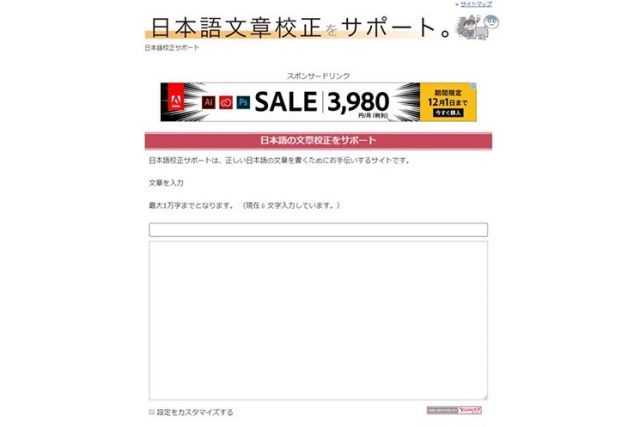 サイトマップ
日本語文章校正をサポート。
日本語校正サポート
スポンサードリンク
Ai Ps SALE 3,980 円/月(税別) 期間限定 12月1日まで 今すぐ購入
日本語の文章校正をサポート
日本語校正サポートは、正しい日本語の文章を書くためにお手伝いするサイトです。
文章を入力
最大1万字までとなります。 (現在 0 文字入力しています。)
設定をカスタマイズする
YAHOO!